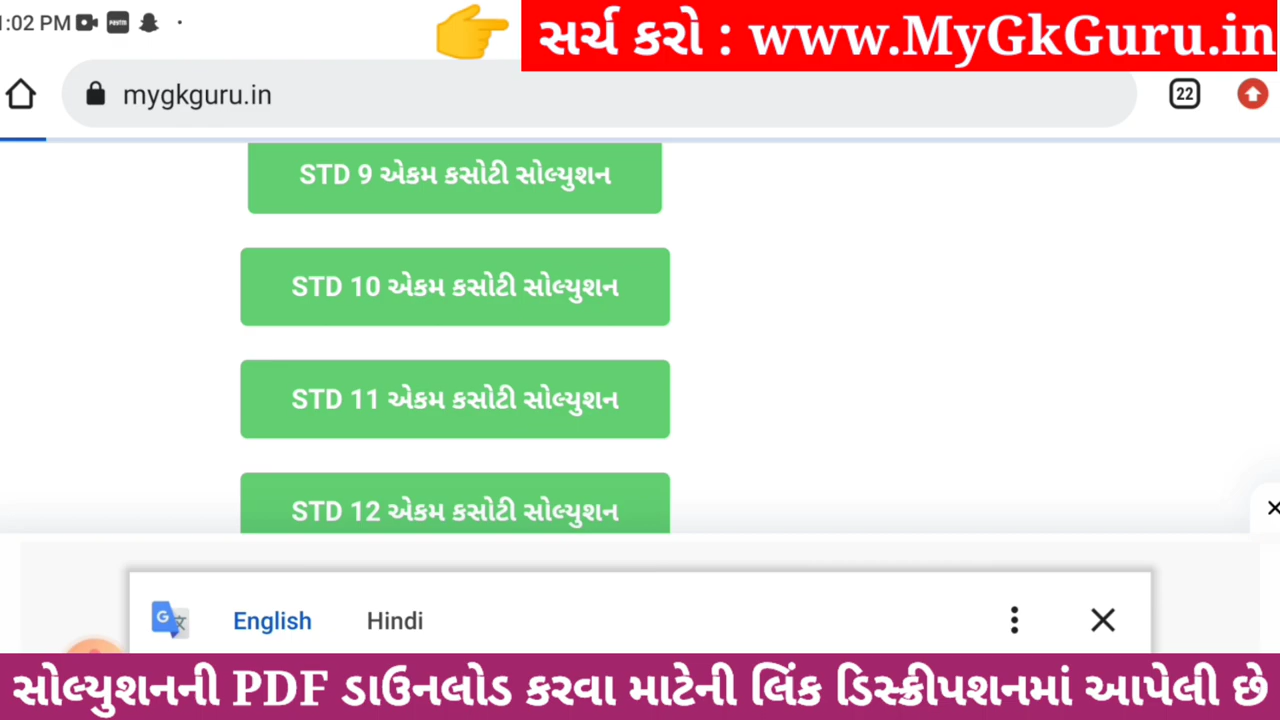 1:02 PM
સર્ચ કરો : www.MyGkGuru.in
mygkguru.in
22
STD 9 એકમ કસોટી સોલ્યુશન
STD 10 એકમ કસોટી સોલ્યુશન
STD 11 એકમ કસોટી સોલ્યુશન
STD 12 એકમ કસોટી સોલ્યુશન
English Hindi
સોલ્યુશનની PDF ડાઉનલોડ કરવા માટેની લિંક ડિસ્ક્રીપશનમાં આપેલી છે